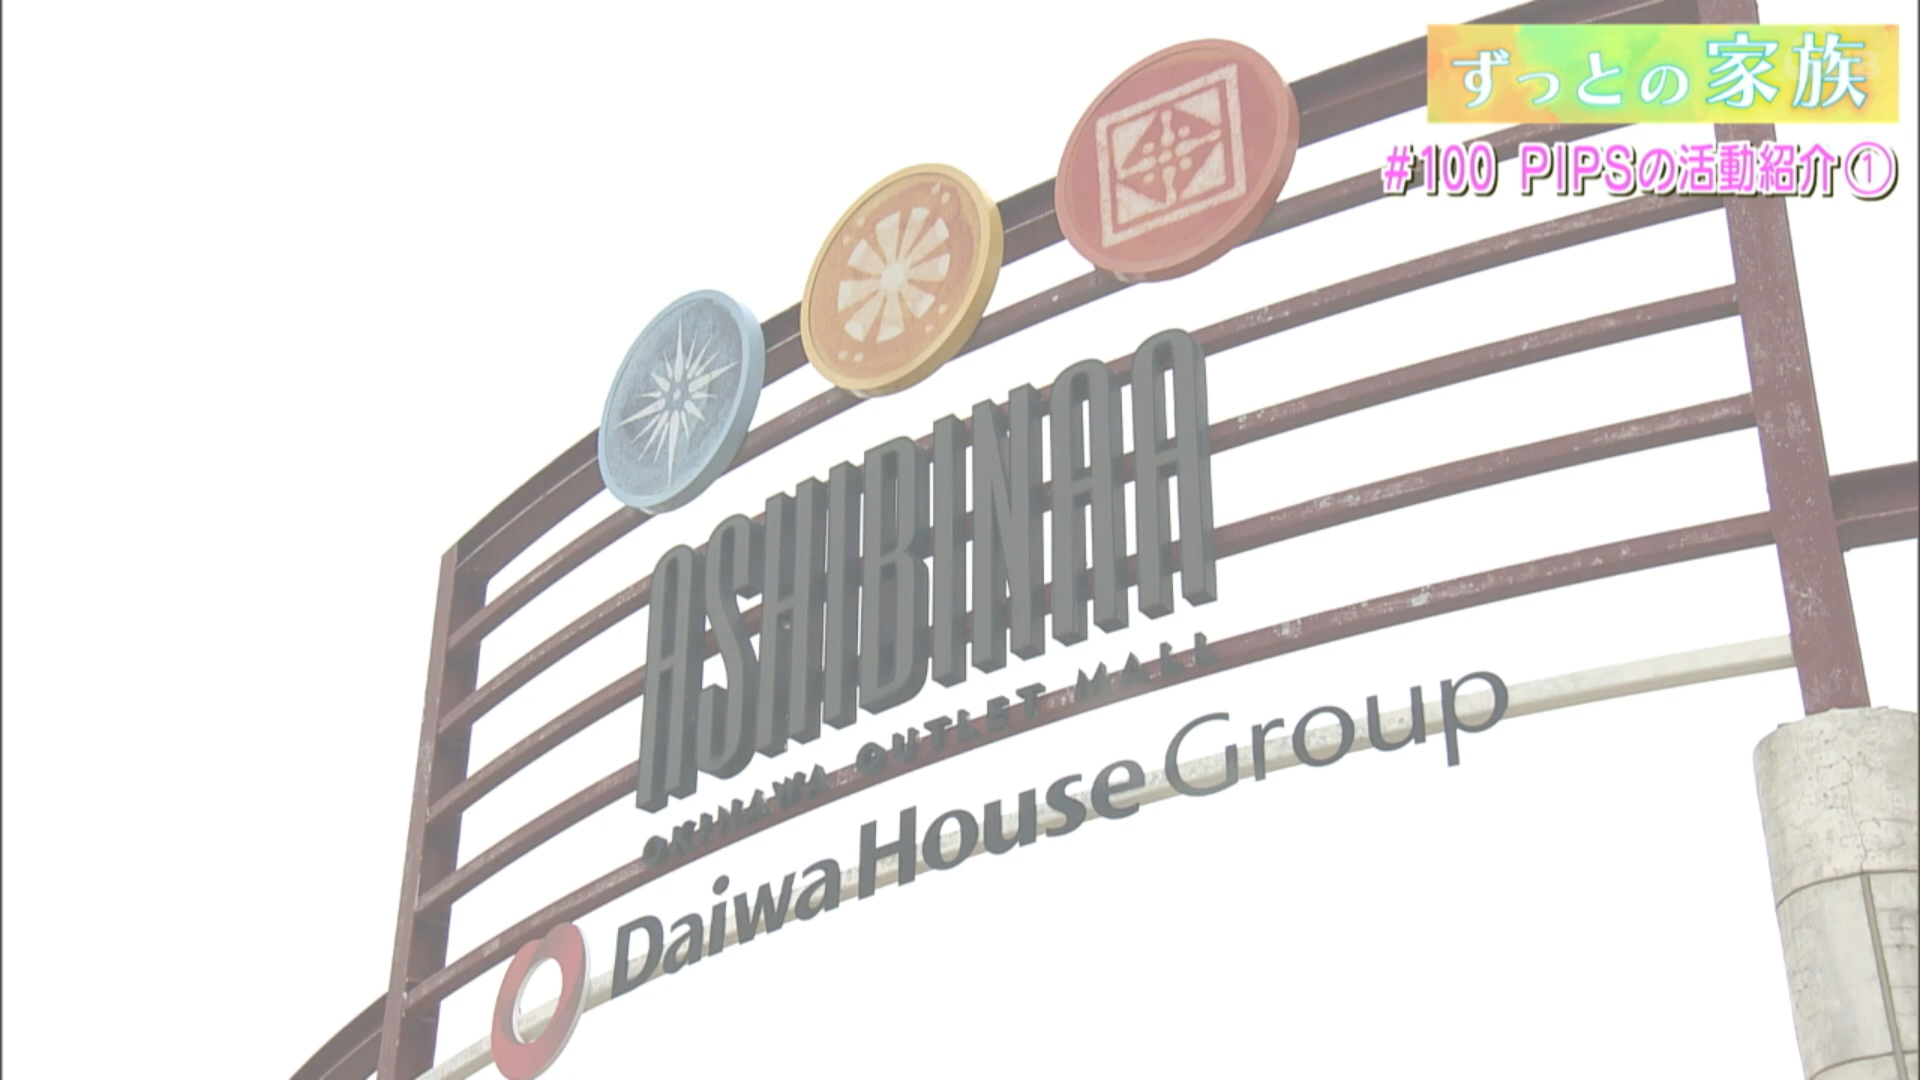 ずっとの家族
#100 PIPSの活動紹介①
ASHIBINAA
OKINAWA OUTLET MALL
Daiwa House Group